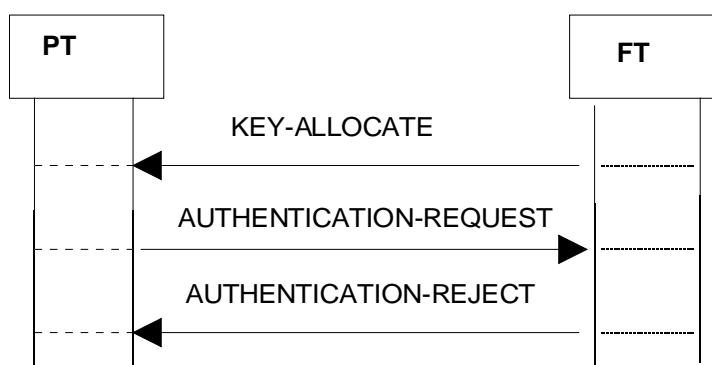 PT
FT
KEY-ALLOCATE
AUTHENTICATION-REQUEST
AUTHENTICATION-REJECT